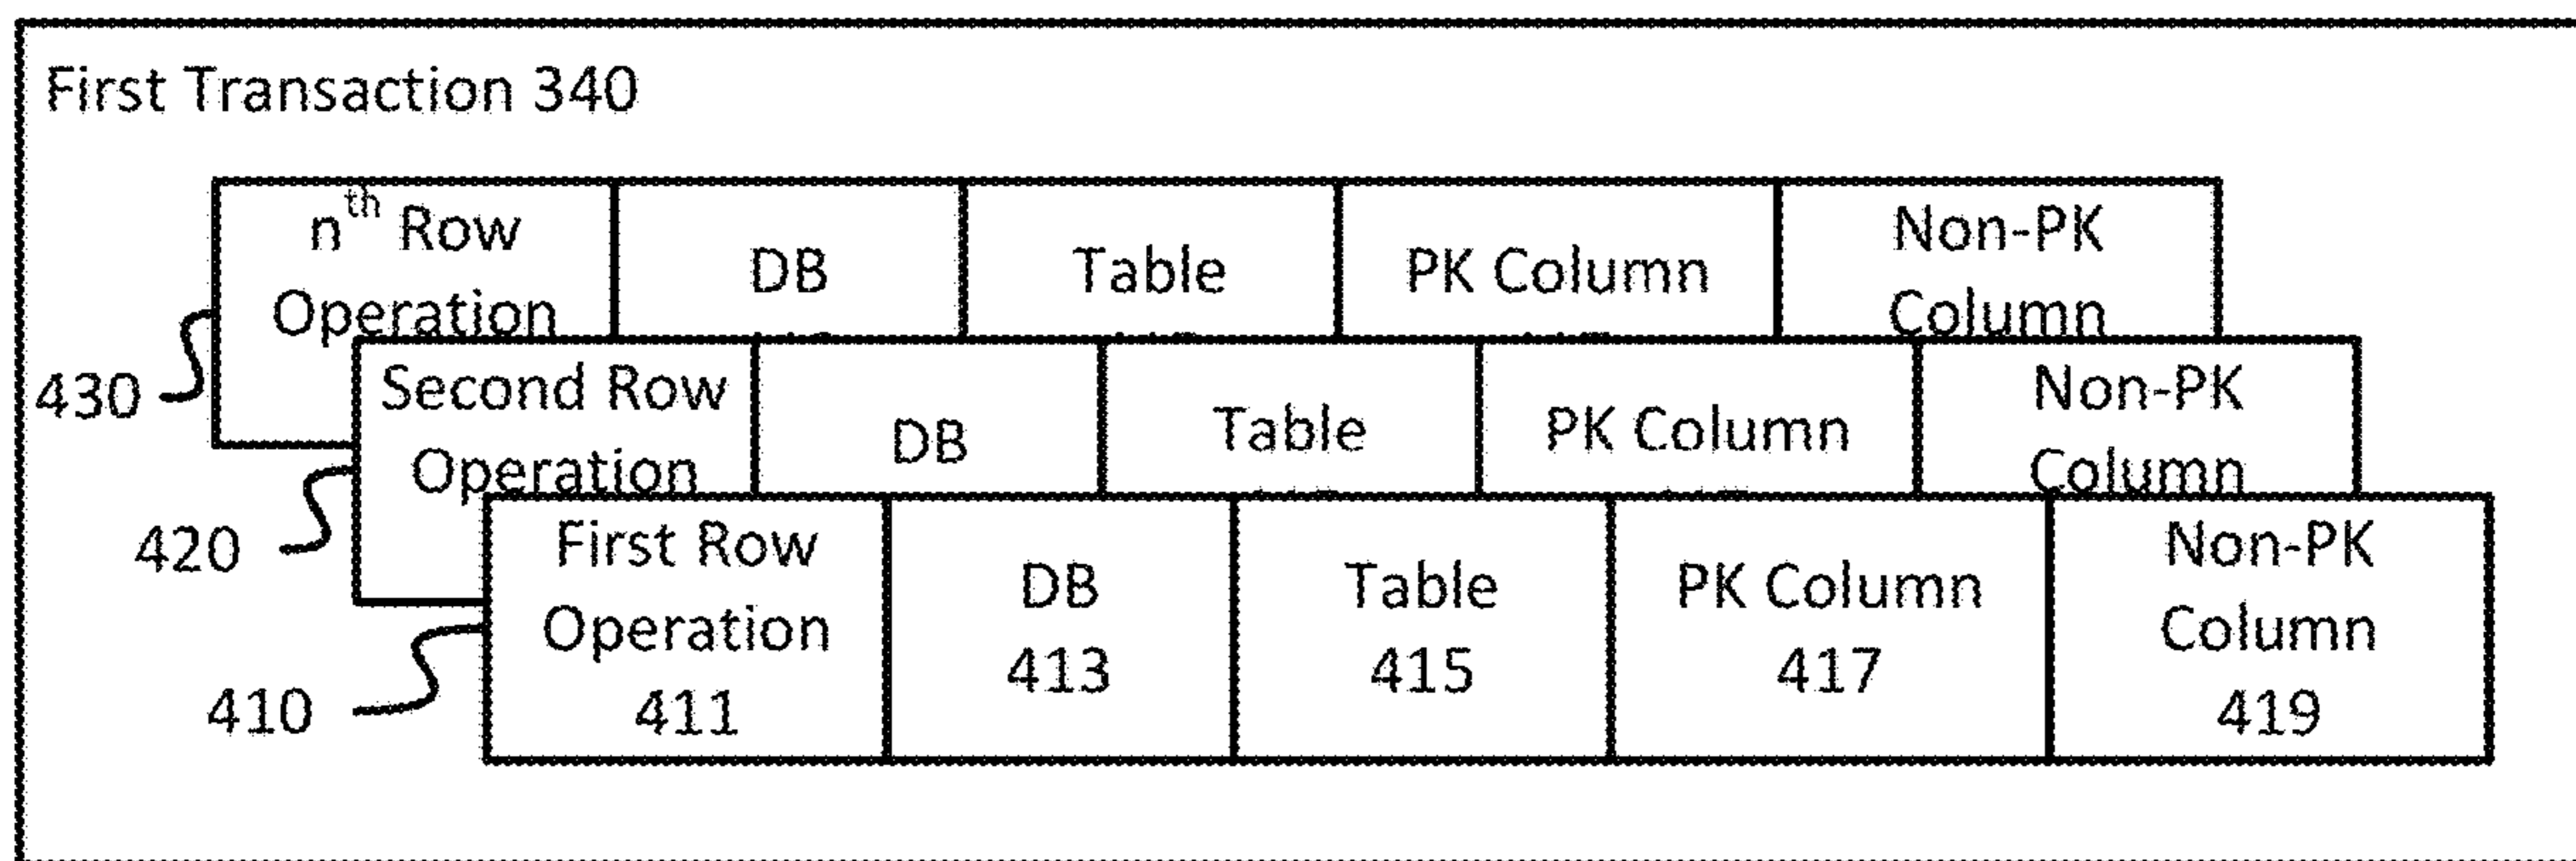 First Transaction 340
nth Row
Operation
DB
Table
PK Column
Non-PK
Column
430
Second Row
Operation
DB
Table
PK Column
Non-PK
Column
420
First Row
Operation
411
DB
413
Table
415
PK Column
417
Non-PK
Column
419
410